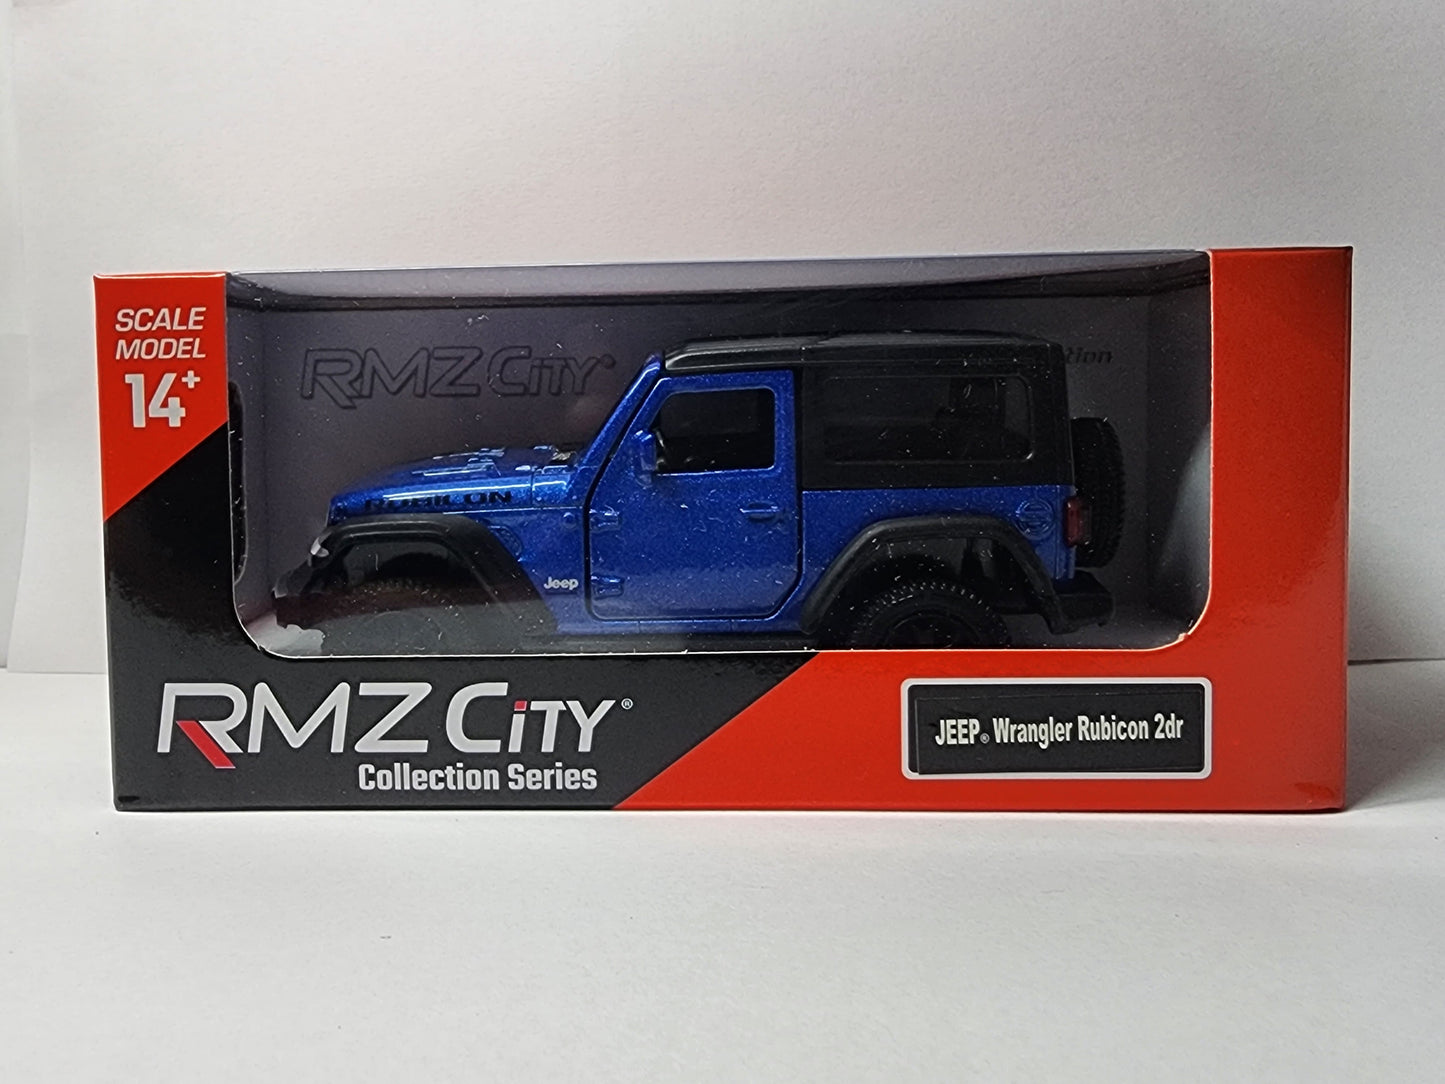 SCALE
MODEL
14+
RMZ CiTY®
RUBICON
Jeep
RMZ CiTY®
Collection Series
JEEP® Wrangler Rubicon 2dr